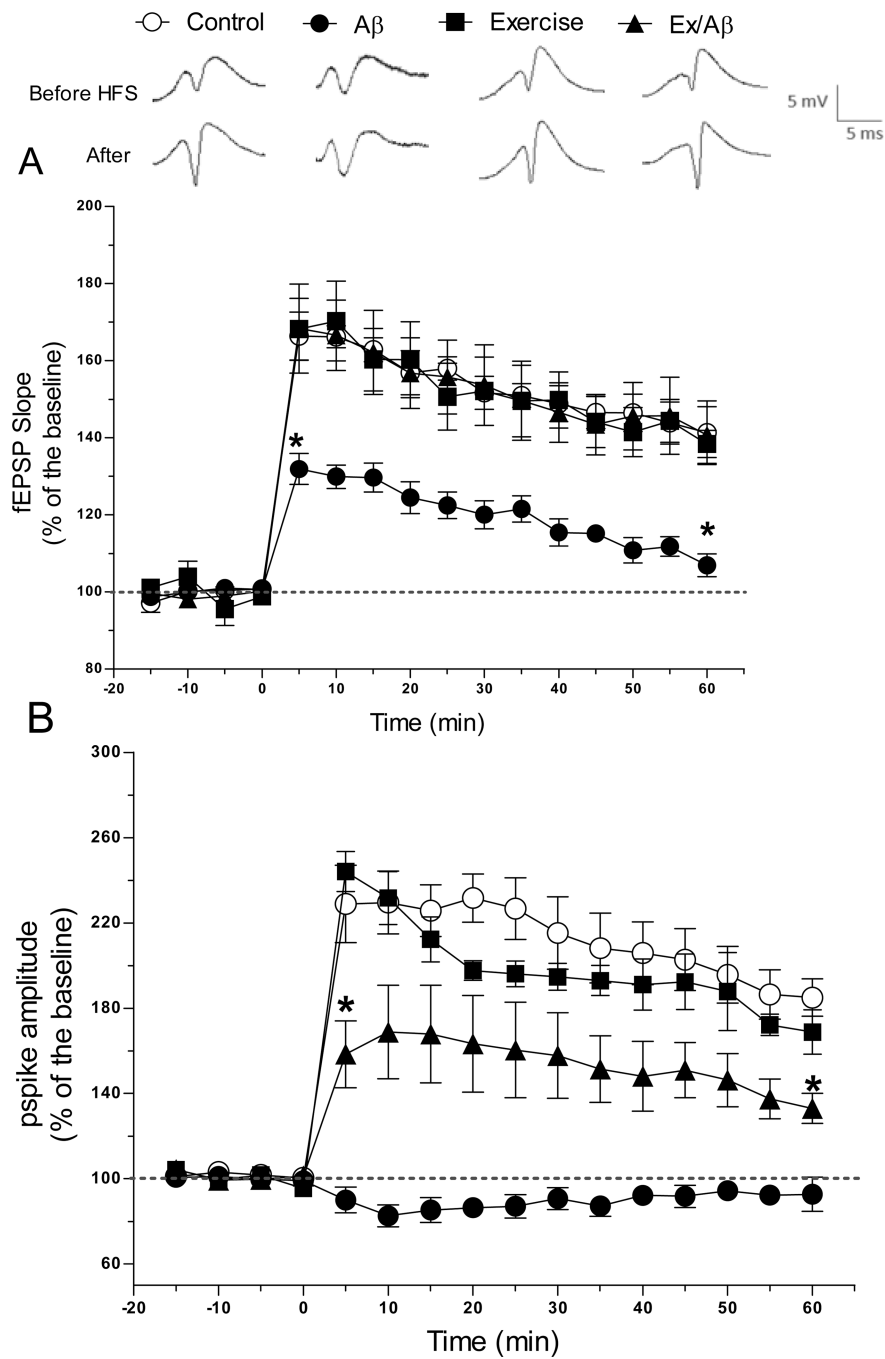 Control Aβ Exercise Ex/Aβ
Before HFS
5 mV
5 ms
After
A
200
180
160
140
120
100
80
fEPSP Slope
(% of the baseline)
*
*
-20 -10 0 10 20 30 40 50 60
Time (min)
B
300
260
220
180
140
100
60
pspike amplitude
(% of the baseline)
*
*
-20 -10 0 10 20 30 40 50 60
Time (min)